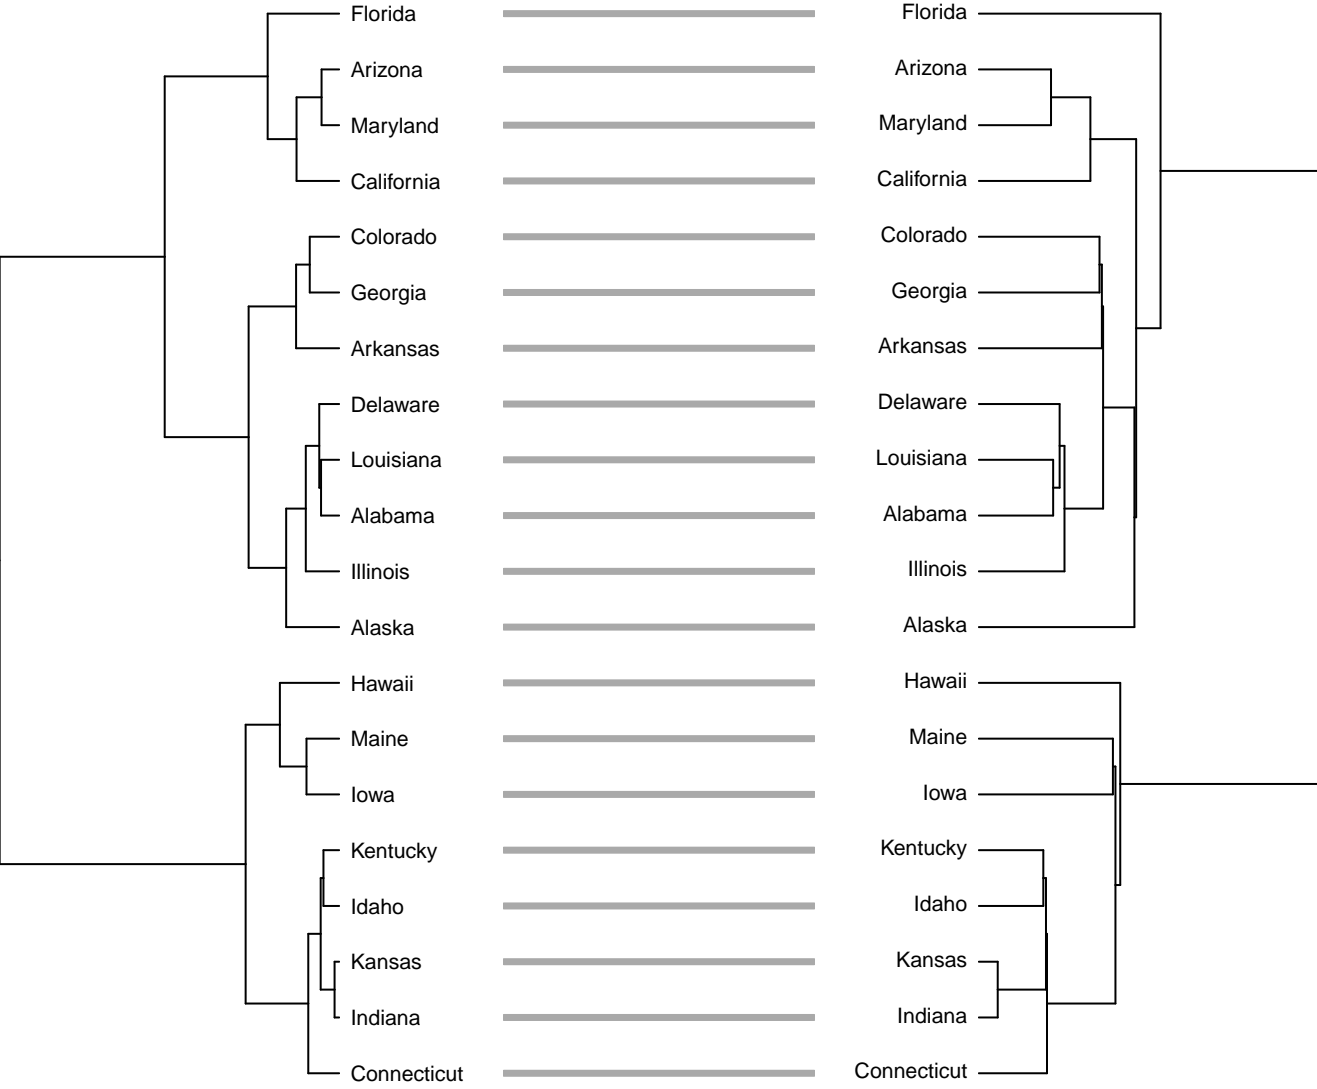 Florida Florida
Arizona Arizona
Maryland Maryland
California California
Colorado Colorado
Georgia Georgia
Arkansas Arkansas
Delaware Delaware
Louisiana Louisiana
Alabama Alabama
Illinois Illinois
Alaska Alaska
Hawaii Hawaii
Maine Maine
Iowa Iowa
Kentucky Kentucky
Idaho Idaho
Kansas Kansas
Indiana Indiana
Connecticut Connecticut